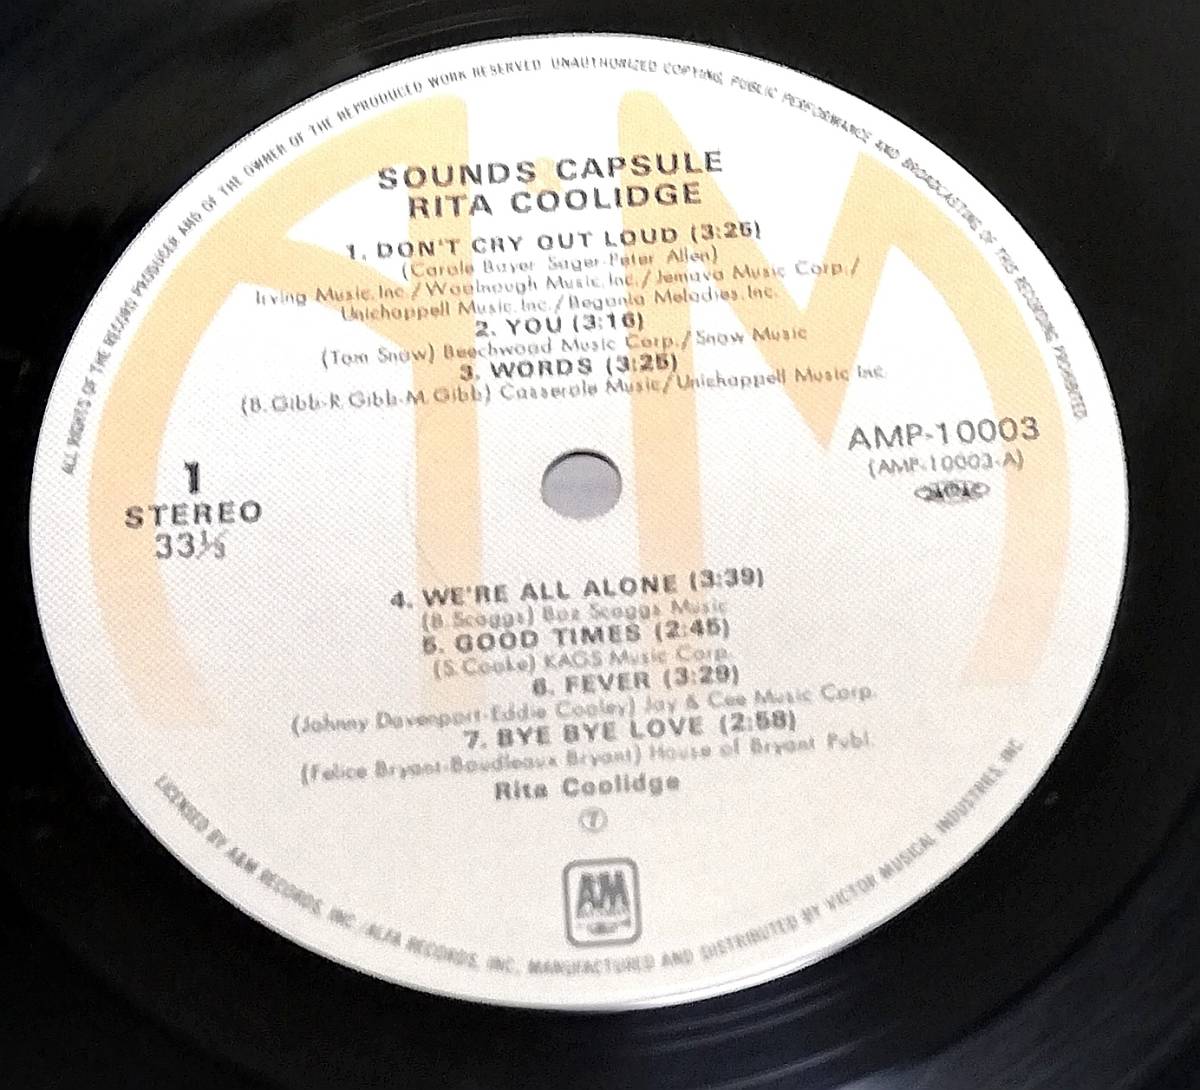 ALL RIGHTS OF THE RECORD PRODUCER AND OF THE OWNER OF THE REPRODUCED WORK RESERVED UNAUTHORIZED COPYING, PUBLIC PERFORMANCE AND BROADCASTING OF THIS RECORDING PROHIBITED
SOUNDS CAPSULE
RITA COOLIDGE
1. DON'T CRY OUT LOUD (3:25)
(Carole Bayer Sager-Peter Allen)
Irving Music, Inc./Woolnough Music, Inc./Jemava Music Corp./
Unichappell Music, Inc./Begonia Melodies, Inc.
2. YOU (3:16)
(Tom Snow) Beechwood Music Corp./Snow Music
3. WORDS (3:25)
(B. Gibb-R. Gibb-M. Gibb) Casserole Music/Unichappell Music Inc.
AMP-10003
(AMP-10003-A)
1
STEREO
33⅓
4. WE'RE ALL ALONE (3:39)
(B. Scaggs) Boz Scaggs Music
5. GOOD TIMES (2:45)
(S. Cooke) KAGS Music Corp.
6. FEVER (3:29)
(Johnny Davenport-Eddie Cooley) Jay & Cee Music Corp.
7. BYE BYE LOVE (2:58)
(Felice Bryant-Boudleaux Bryant) House of Bryant Publ.
Rita Coolidge
AM
LICENSED BY A&M RECORDS, INC./ALFA RECORDS, INC. MANUFACTURED AND DISTRIBUTED BY VICTOR MUSICAL INDUSTRIES, INC.